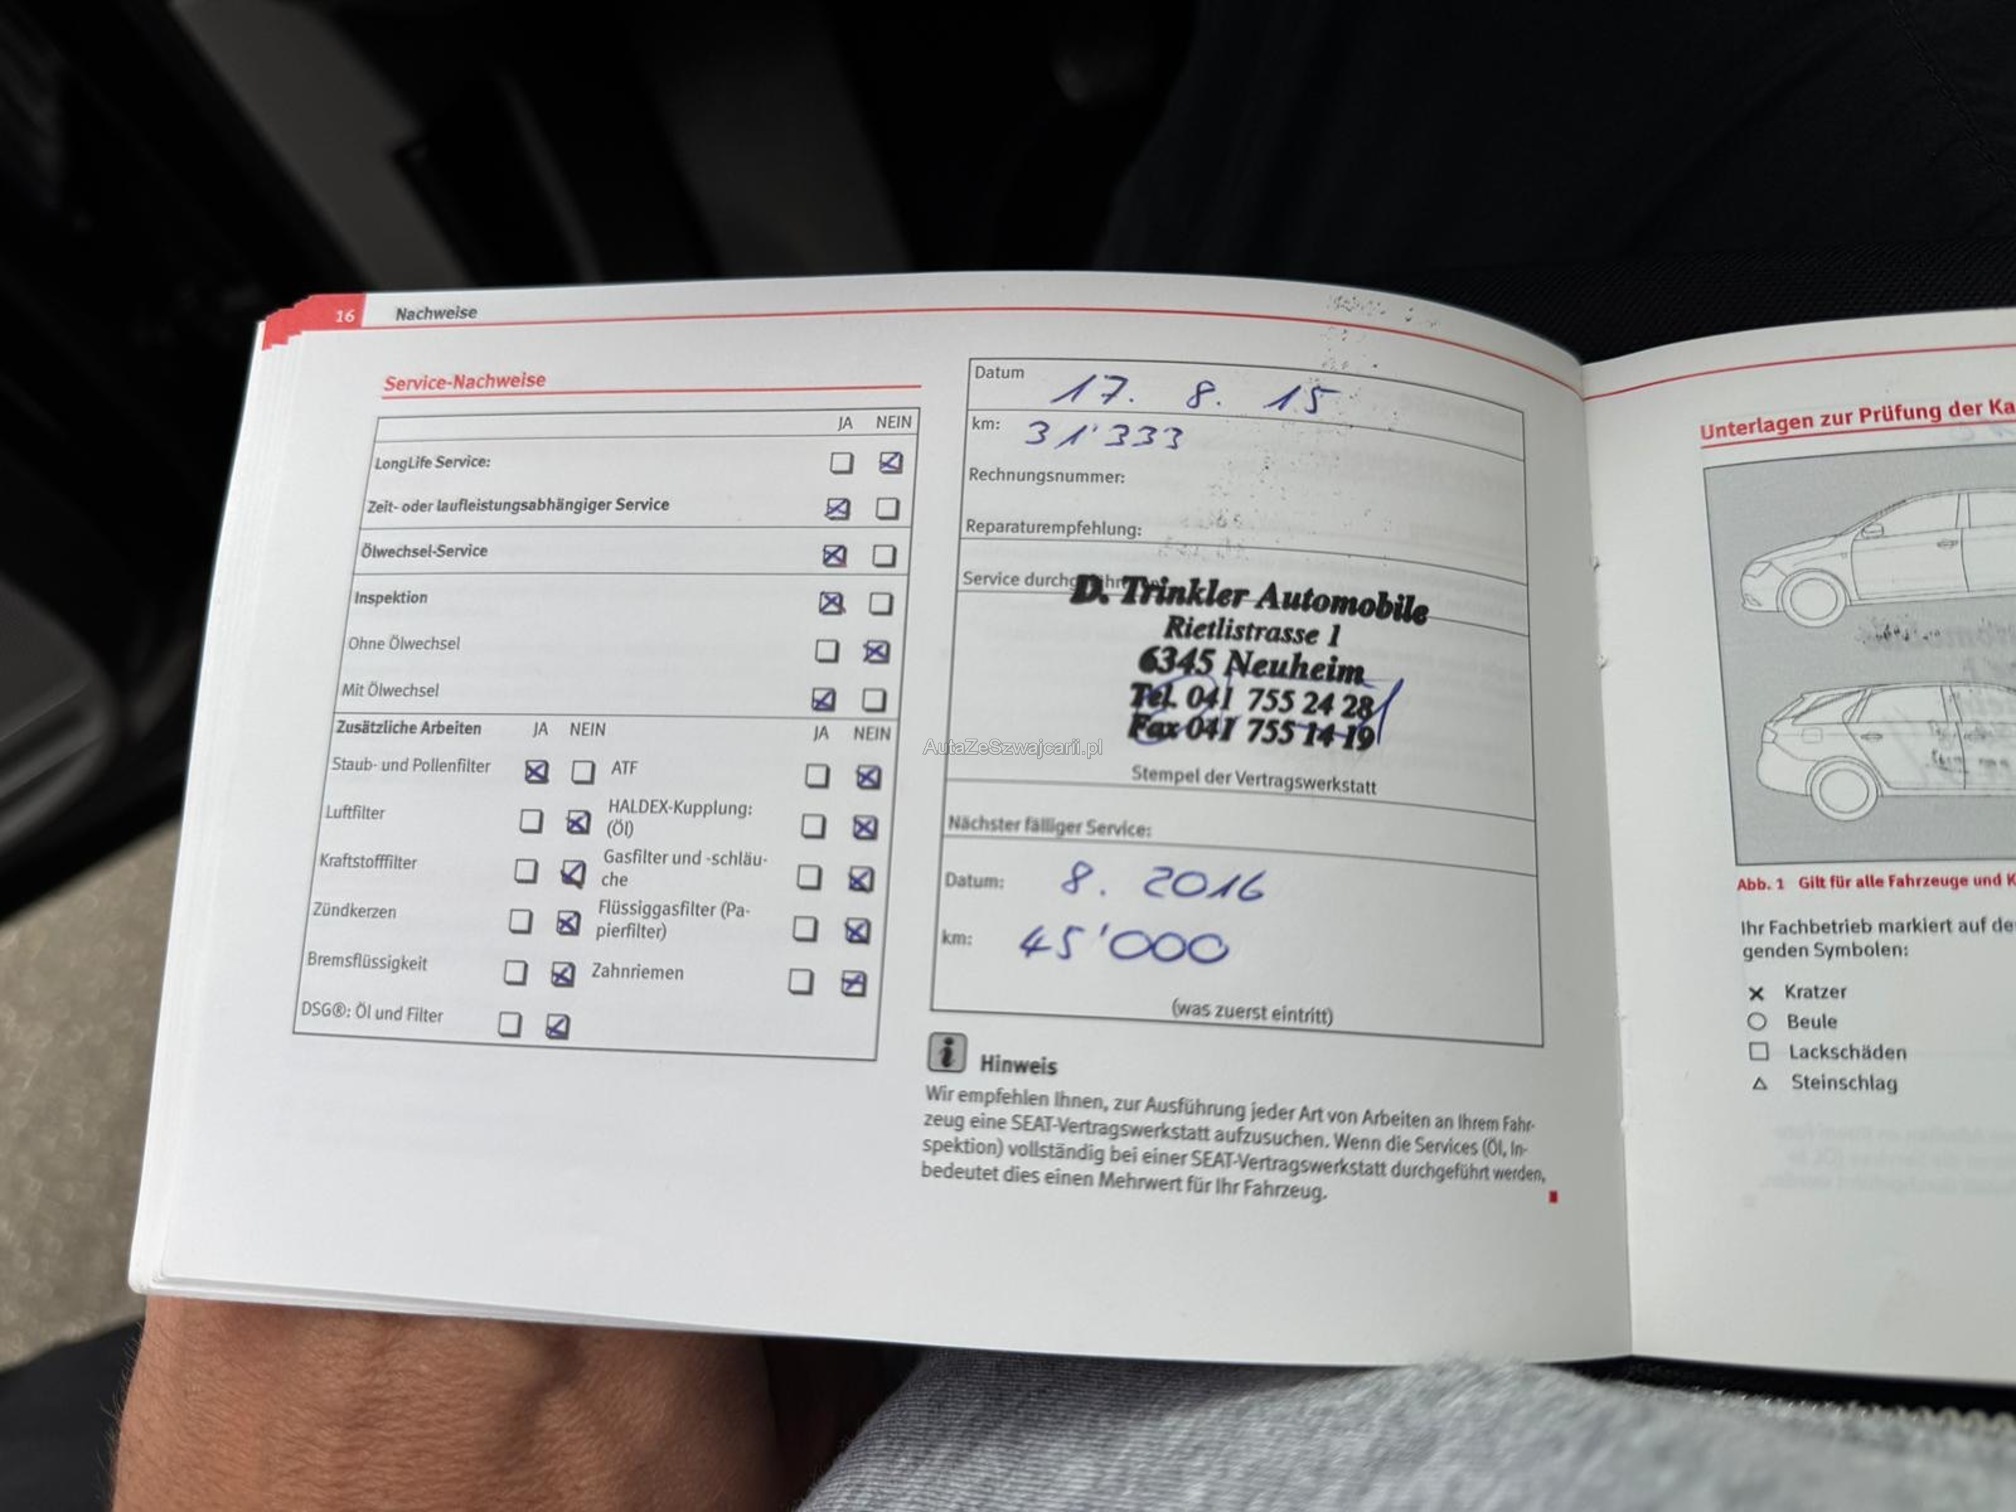 16 Nachweise
Service-Nachweise
JA NEIN
LongLife Service:
Zeit- oder laufleistungsabhängiger Service
Ölwechsel-Service
Inspektion
Ohne Ölwechsel
Mit Ölwechsel
Zusätzliche Arbeiten JA NEIN JA NEIN
Staub- und Pollenfilter ATF
Luftfilter HALDEX-Kupplung:
(Öl)
Kraftstofffilter Gasfilter und -schläu-
che
Zündkerzen Flüssiggasfilter (Pa-
pierfilter)
Bremsflüssigkeit Zahnriemen
DSG®: Öl und Filter
Datum 17. 8. 15
km: 31'333
Rechnungsnummer:
Reparaturempfehlung:
Service
D. Trinkler Automobile
Rietlistrasse 1
6345 Neuheim
Tel. 041 755 24 28
Fax 041 755 14 19
AutaZeSzwajcarii.pl
Stempel der Vertragswerkstatt
Nächster fälliger Service:
Datum: 8. 2016
km: 45'000
(was zuerst eintritt)
Hinweis
Wir empfehlen Ihnen, zur Ausführung jeder Art von Arbeiten an Ihrem Fahr-
zeug eine SEAT-Vertragswerkstatt aufzusuchen. Wenn die Services (Öl, In-
spektion) vollständig bei einer SEAT-Vertragswerkstatt durchgeführt werden,
bedeutet dies einen Mehrwert für Ihr Fahrzeug.
Unterlagen zur Prüfung der Ka
Abb. 1 Gilt für alle Fahrzeuge und K
Ihr Fachbetrieb markiert auf de
genden Symbolen:
Kratzer
Beule
Lackschäden
Steinschlag